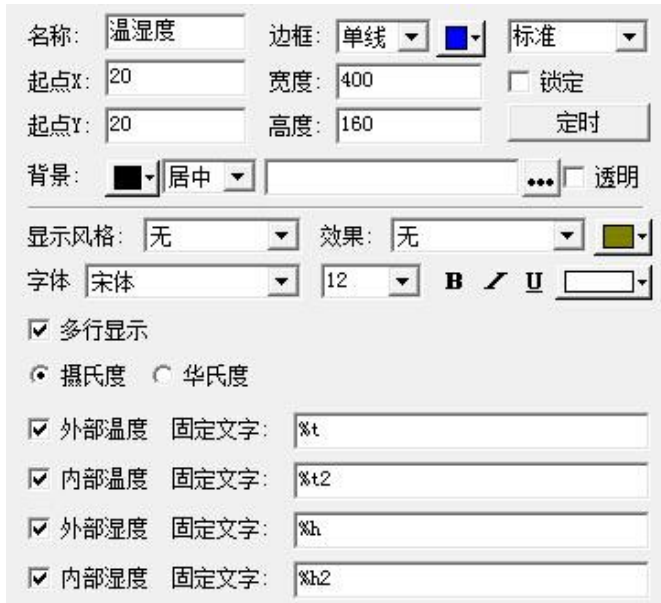 名称: 温湿度 边框: 单线 标准
起点X: 20 宽度: 400 锁定
起点Y: 20 高度: 160 定时
背景: 居中 ••• 透明
显示风格: 无 效果: 无
字体 宋体 12 B I U
多行显示
摄氏度 华氏度
外部温度 固定文字: %t
内部温度 固定文字: %t2
外部湿度 固定文字: %h
内部湿度 固定文字: %h2